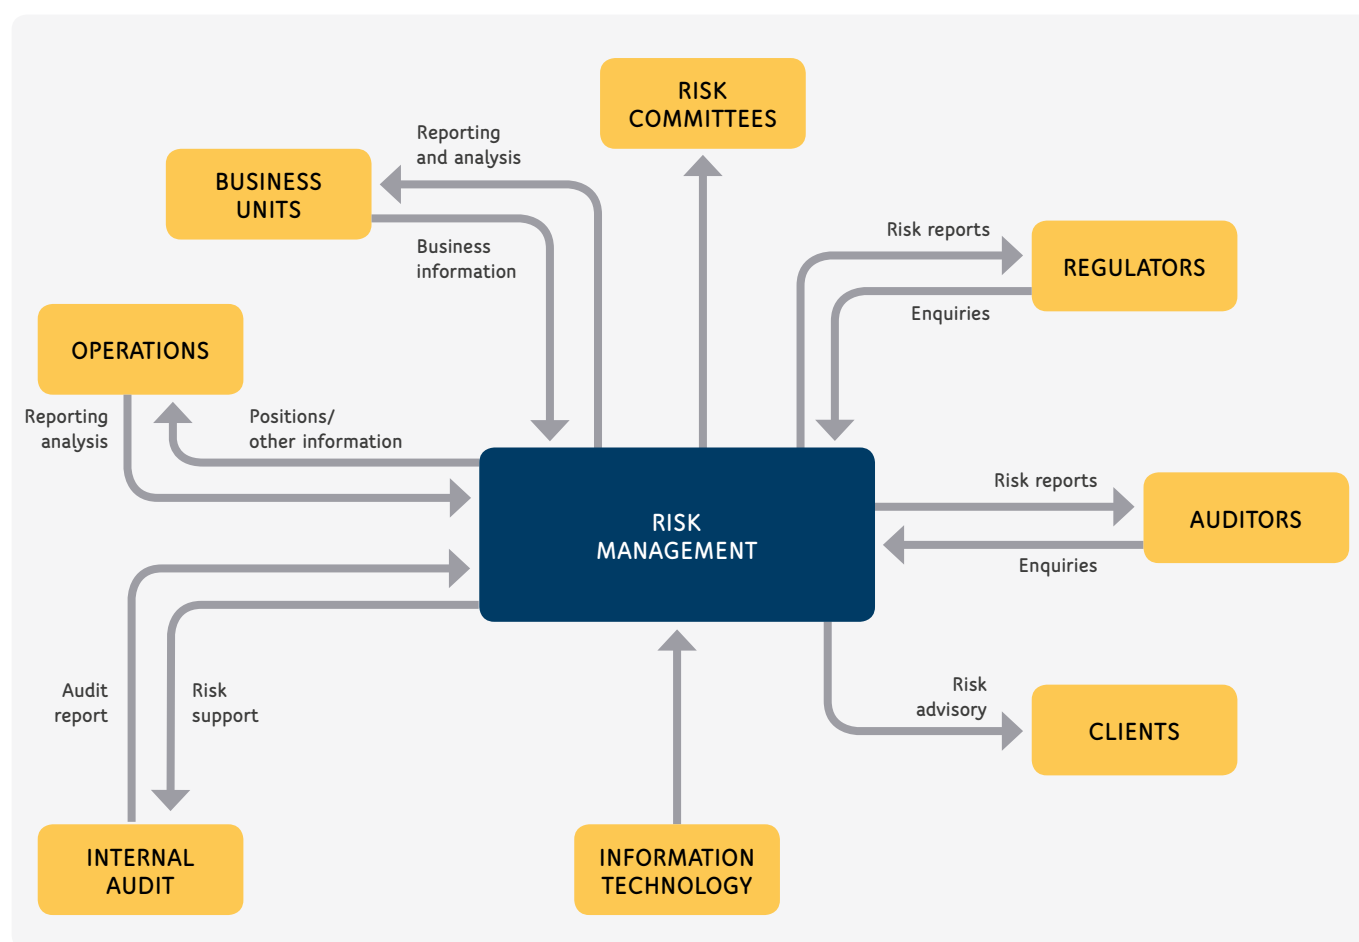 RISK
COMMITTEES
Reporting
and analysis
BUSINESS
UNITS
Business
information
Risk reports
REGULATORS
Enquiries
OPERATIONS
Reporting
analysis
Positions/
other information
RISK
MANAGEMENT
Risk reports
AUDITORS
Enquiries
Audit
report
Risk
support
Risk
advisory
CLIENTS
INTERNAL
AUDIT
INFORMATION
TECHNOLOGY